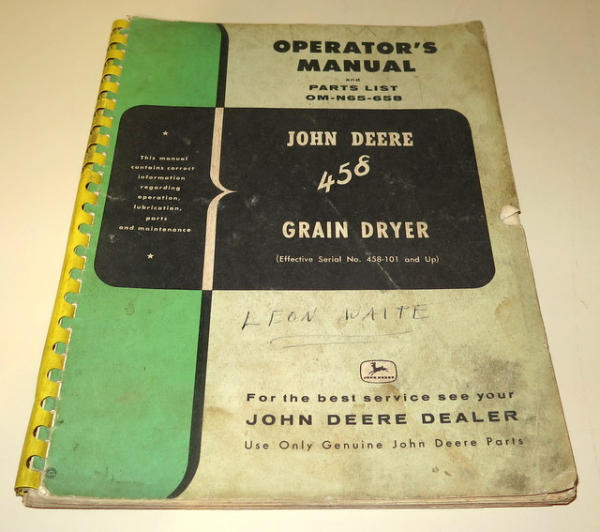 OPERATOR'S
MANUAL
and
PARTS LIST
OM-N65-658
★
This manual
contains correct
information
regarding
operation,
lubrication,
parts
and maintenance
★
JOHN DEERE
458
GRAIN DRYER
(Effective Serial No. 458-101 and Up)
LEON WAITE
JOHN DEERE
For the best service see your
JOHN DEERE DEALER
Use Only Genuine John Deere Parts